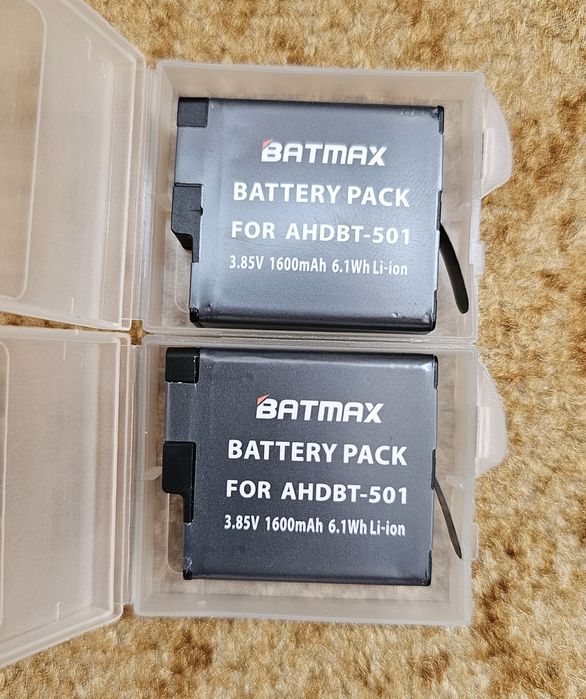 BATMAX
BATTERY PACK
FOR AHDBT-501
3.85V 1600mAh 6.1Wh Li-ion
BATMAX
BATTERY PACK
FOR AHDBT-501
3.85V 1600mAh 6.1Wh Li-ion